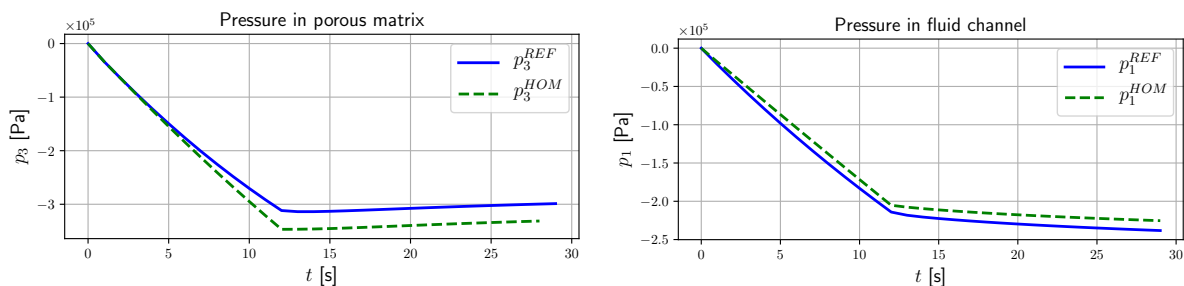 Pressure in porous matrix
×10⁵
0
−1
−2
−3
p₃ [Pa]
p₃^{REF}
p₃^{HOM}
0 5 10 15 20 25 30
t [s]
Pressure in fluid channel
×10⁵
0.0
−0.5
−1.0
−1.5
−2.0
−2.5
p₁ [Pa]
p₁^{REF}
p₁^{HOM}
0 5 10 15 20 25 30
t [s]